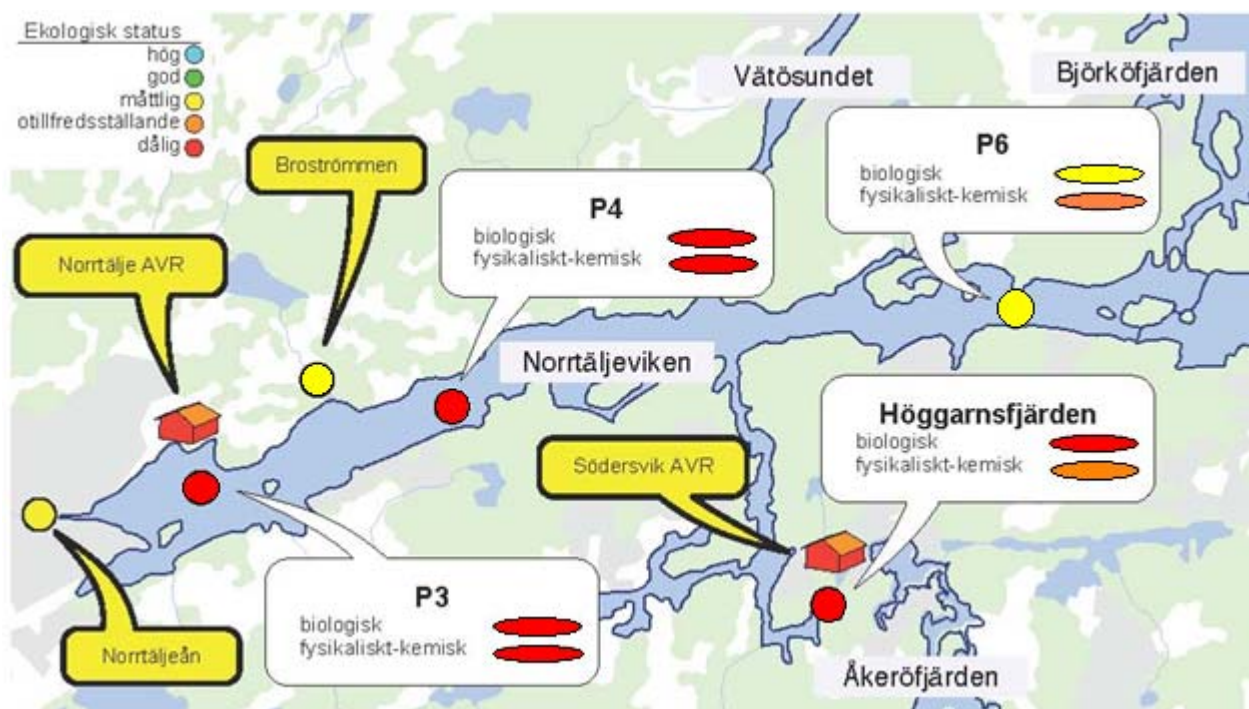 Ekologisk status
hög
god
måttlig
otillfredsställande
dålig
Vätösundet
Björköfjärden
Broströmmen
P6
biologisk
fysikaliskt-kemisk
P4
biologisk
fysikaliskt-kemisk
Norrtälje AVR
Norrtäljeviken
Höggarnsfjärden
biologisk
fysikaliskt-kemisk
Södersvik AVR
P3
biologisk
fysikaliskt-kemisk
Norrtäljeån
Åkeröfjärden